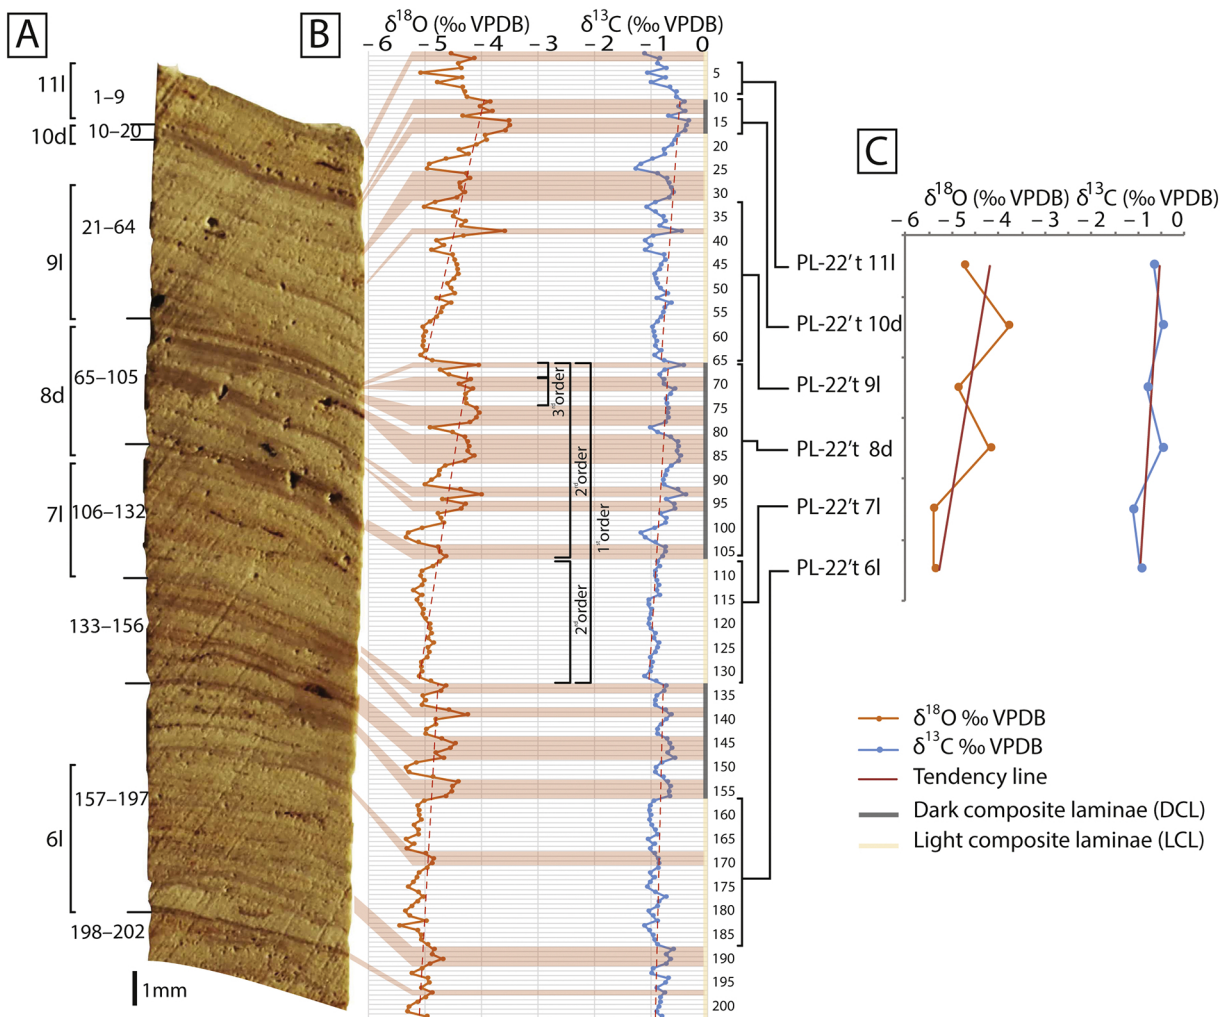 A
11l
1–9
10d
10–20
21–64
9l
65–105
8d
7l
106–132
133–156
157–197
6l
198–202
1mm
B
δ18O (‰ VPDB) δ13C (‰ VPDB)
–6 –5 –4 –3 –2 –1 0
5
10
15
20
25
30
35
40
45
50
55
60
65
70
75
80
85
90
95
100
105
110
115
120
125
130
135
140
145
150
155
160
165
170
175
180
185
190
195
200
3rd order
2nd order
1st order
2nd order
C
δ18O (‰ VPDB) δ13C (‰ VPDB)
–6 –5 –4 –3 –2 –1 0
PL-22't 11l
PL-22't 10d
PL-22't 9l
PL-22't 8d
PL-22't 7l
PL-22't 6l
δ18O ‰ VPDB
δ13C ‰ VPDB
Tendency line
Dark composite laminae (DCL)
Light composite laminae (LCL)